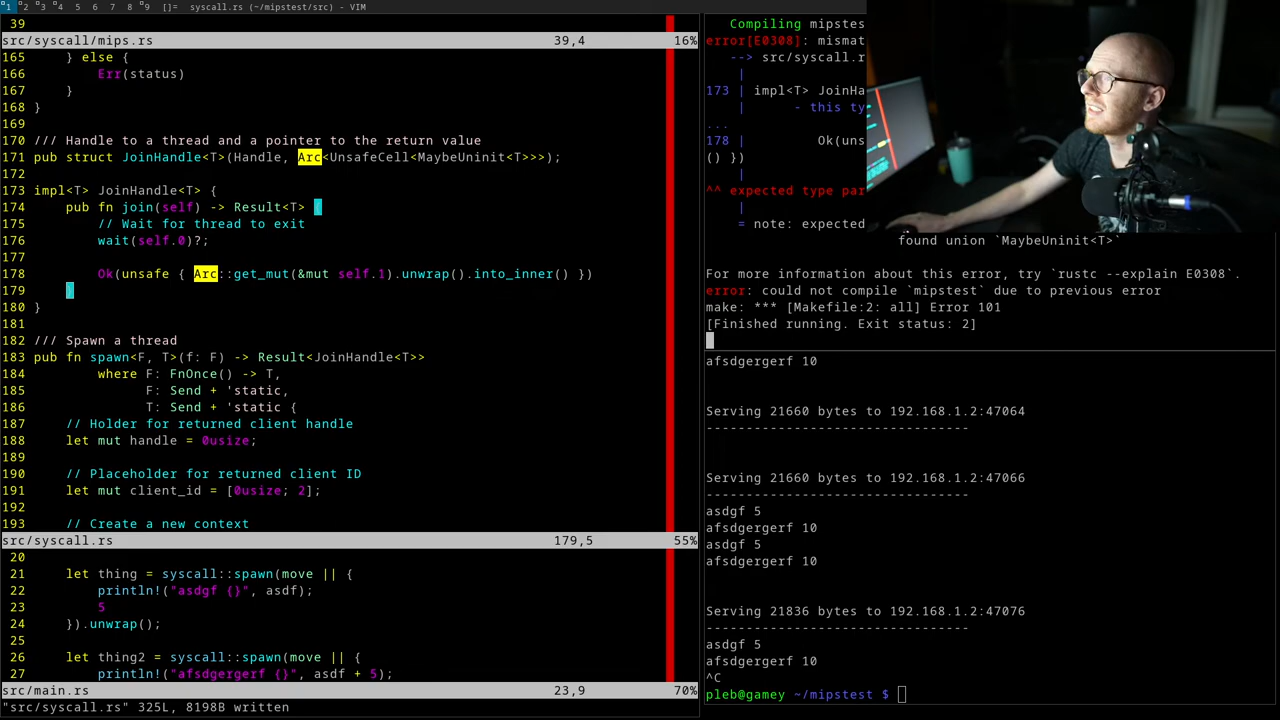 1 2 3 4 5 6 7 8 9 []= syscall.rs (~/mipstest/src) - VIM
39
src/syscall/mips.rs 39,4 16%
165 } else {
166 Err(status)
167 }
168 }
169
170 /// Handle to a thread and a pointer to the return value
171 pub struct JoinHandle<T>(Handle, Arc<UnsafeCell<MaybeUninit<T>>>);
172
173 impl<T> JoinHandle<T> {
174 pub fn join(self) -> Result<T> {
175 // Wait for thread to exit
176 wait(self.0)?;
177
178 Ok(unsafe { Arc::get_mut(&mut self.1).unwrap().into_inner() })
179 }
180 }
181
182 /// Spawn a thread
183 pub fn spawn<F, T>(f: F) -> Result<JoinHandle<T>>
184 where F: FnOnce() -> T,
185 F: Send + 'static,
186 T: Send + 'static {
187 // Holder for returned client handle
188 let mut handle = 0usize;
189
190 // Placeholder for returned client ID
191 let mut client_id = [0usize; 2];
192
193 // Create a new context
src/syscall.rs 179,5 55%
20
21 let thing = syscall::spawn(move || {
22 println!("asdgf {}", asdf);
23 5
24 }).unwrap();
25
26 let thing2 = syscall::spawn(move || {
27 println!("afsdgergerf {}", asdf + 5);
src/main.rs 23,9 70%
"src/syscall.rs" 325L, 8198B written
Compiling mipstes
error[E0308]: mismat
--> src/syscall.r
|
173 | impl<T> JoinHa
| - this ty
...
178 | Ok(uns
() })
|
^^ expected type par
|
= note: expected
found union `MaybeUninit<T>`
For more information about this error, try `rustc --explain E0308`.
error: could not compile `mipstest` due to previous error
make: *** [Makefile:2: all] Error 101
[Finished running. Exit status: 2]
afsdgergerf 10
Serving 21660 bytes to 192.168.1.2:47064
---------------------------------
Serving 21660 bytes to 192.168.1.2:47066
---------------------------------
asdgf 5
afsdgergerf 10
asdgf 5
afsdgergerf 10
Serving 21836 bytes to 192.168.1.2:47076
---------------------------------
asdgf 5
afsdgergerf 10
^C
pleb@gamey ~/mipstest $